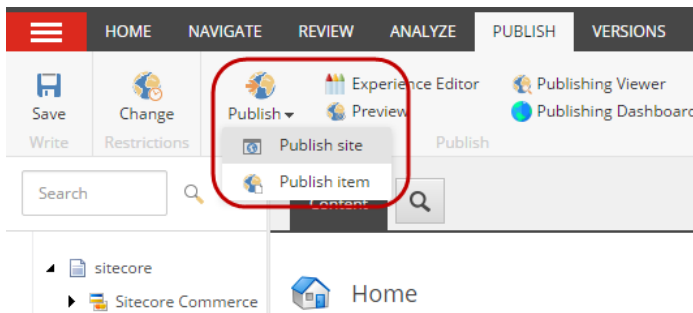 HOME NAVIGATE REVIEW ANALYZE PUBLISH VERSIONS
Experience Editor Publishing Viewer
Save Change Publish Preview Publishing Dashboard
Write Restrictions Publish
Publish site
Publish item
Search
Content
sitecore
Sitecore Commerce
Home